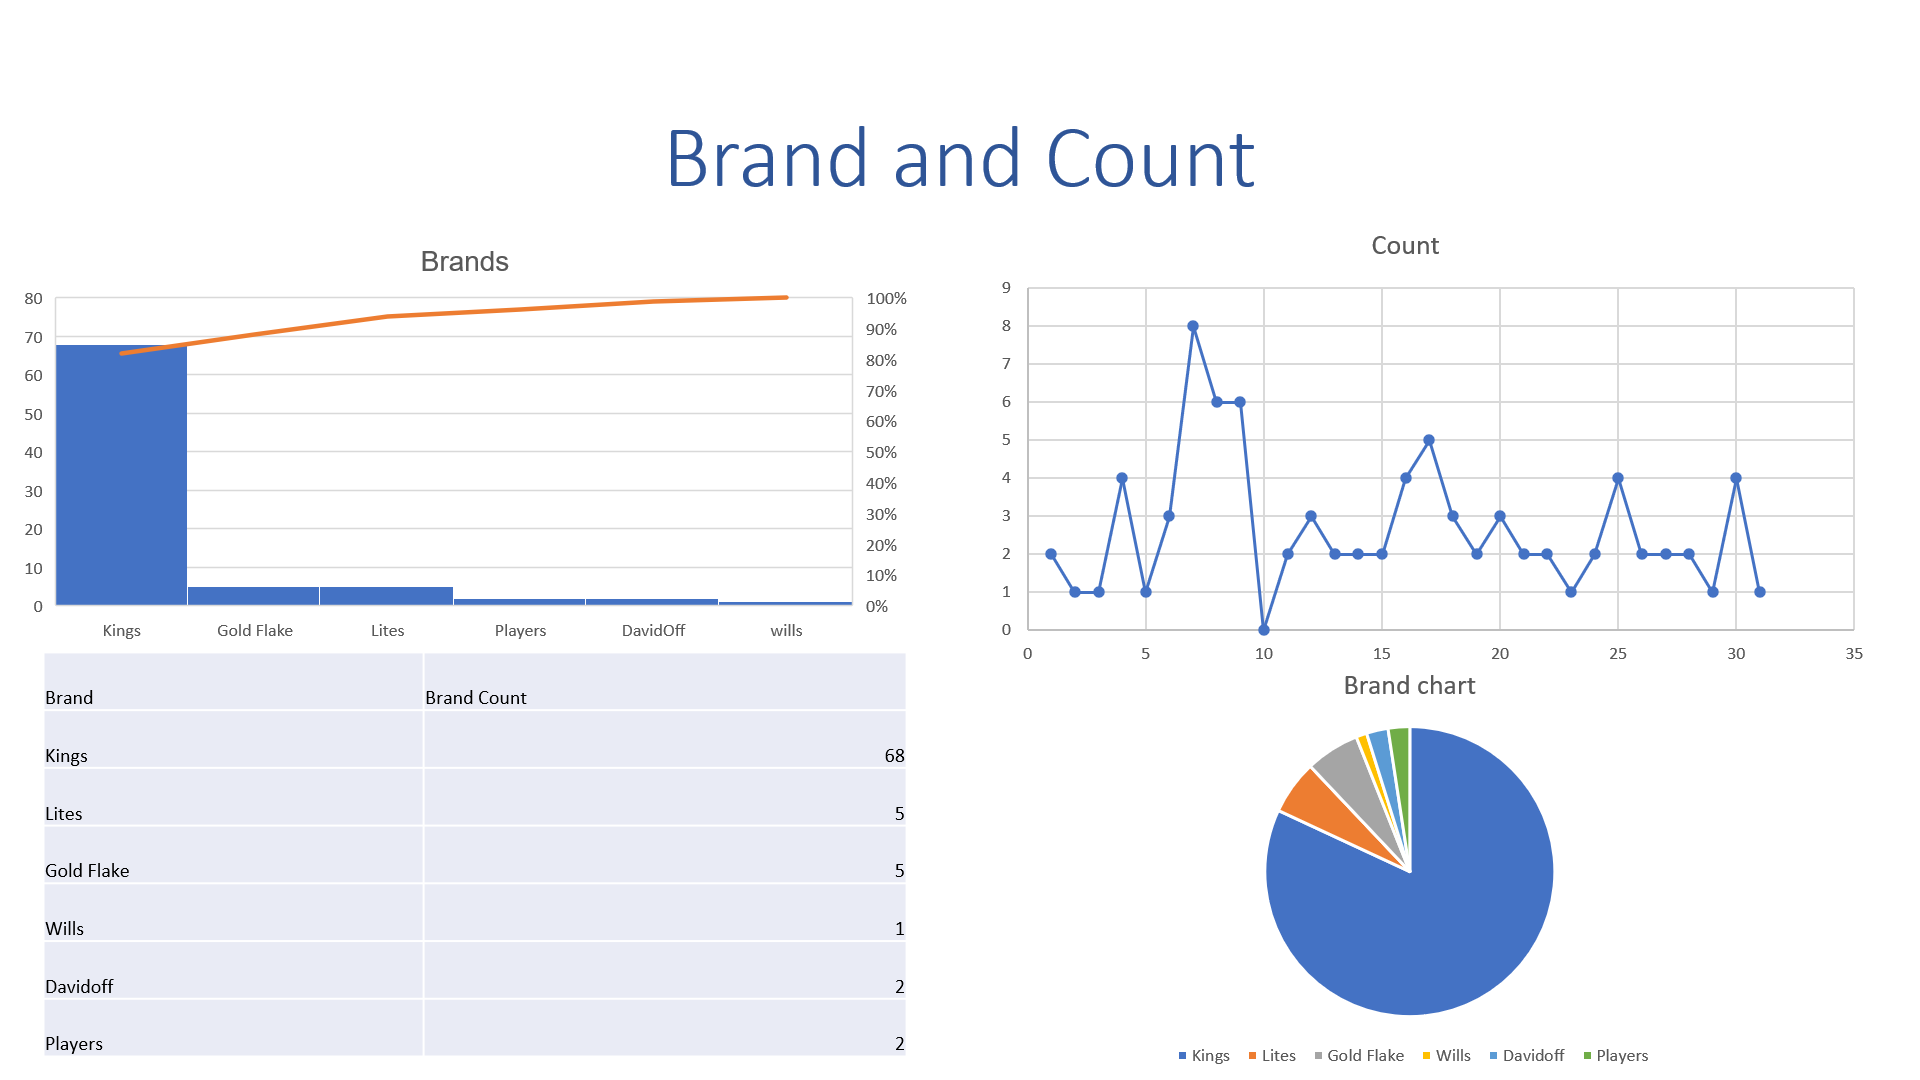 Brand and Count
Brands
80
70
60
50
40
30
20
10
0
100%
90%
80%
70%
60%
50%
40%
30%
20%
10%
0%
Kings Gold Flake Lites Players DavidOff wills
Brand Brand Count
Kings 68
Lites 5
Gold Flake 5
Wills 1
Davidoff 2
Players 2
Count
9
8
7
6
5
4
3
2
1
0
0 5 10 15 20 25 30 35
Brand chart
Kings Lites Gold Flake Wills Davidoff Players